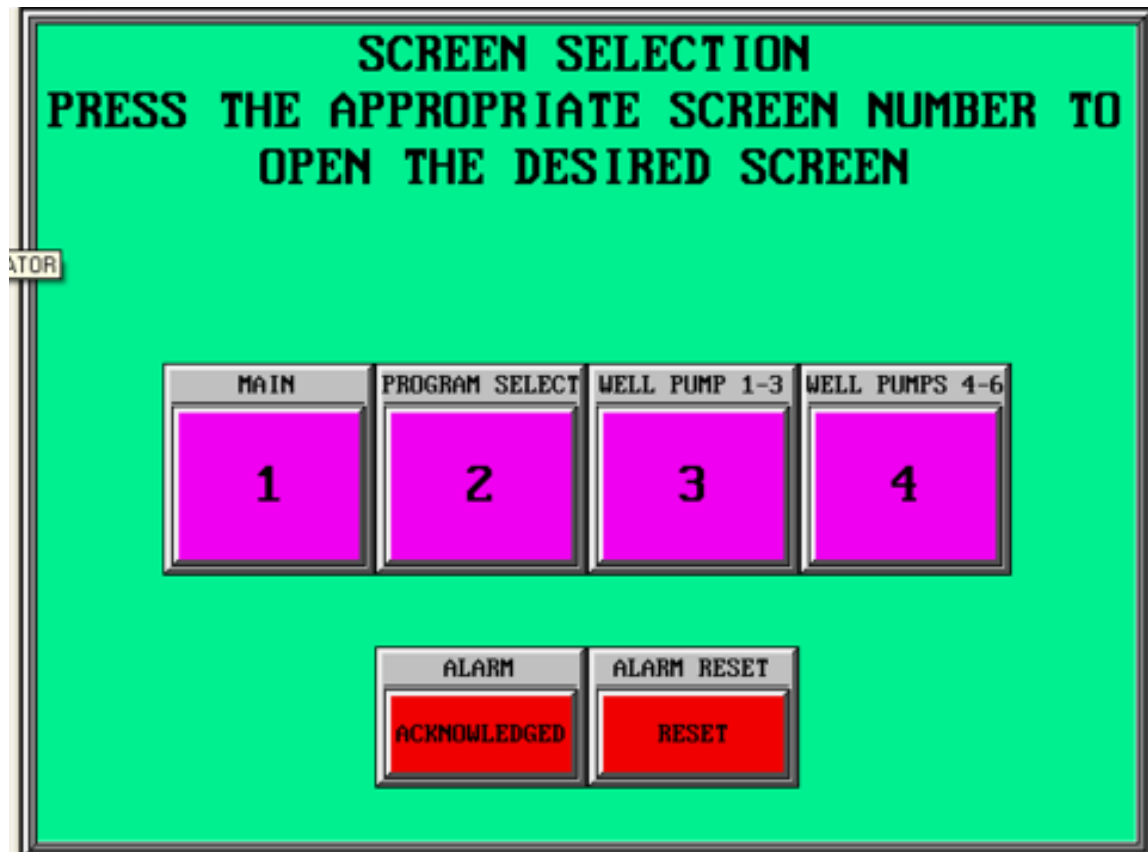 SCREEN SELECTION
PRESS THE APPROPRIATE SCREEN NUMBER TO
OPEN THE DESIRED SCREEN
ATOR
MAIN PROGRAM SELECT WELL PUMP 1-3 WELL PUMPS 4-6
1 2 3 4
ALARM ALARM RESET
ACKNOWLEDGED RESET